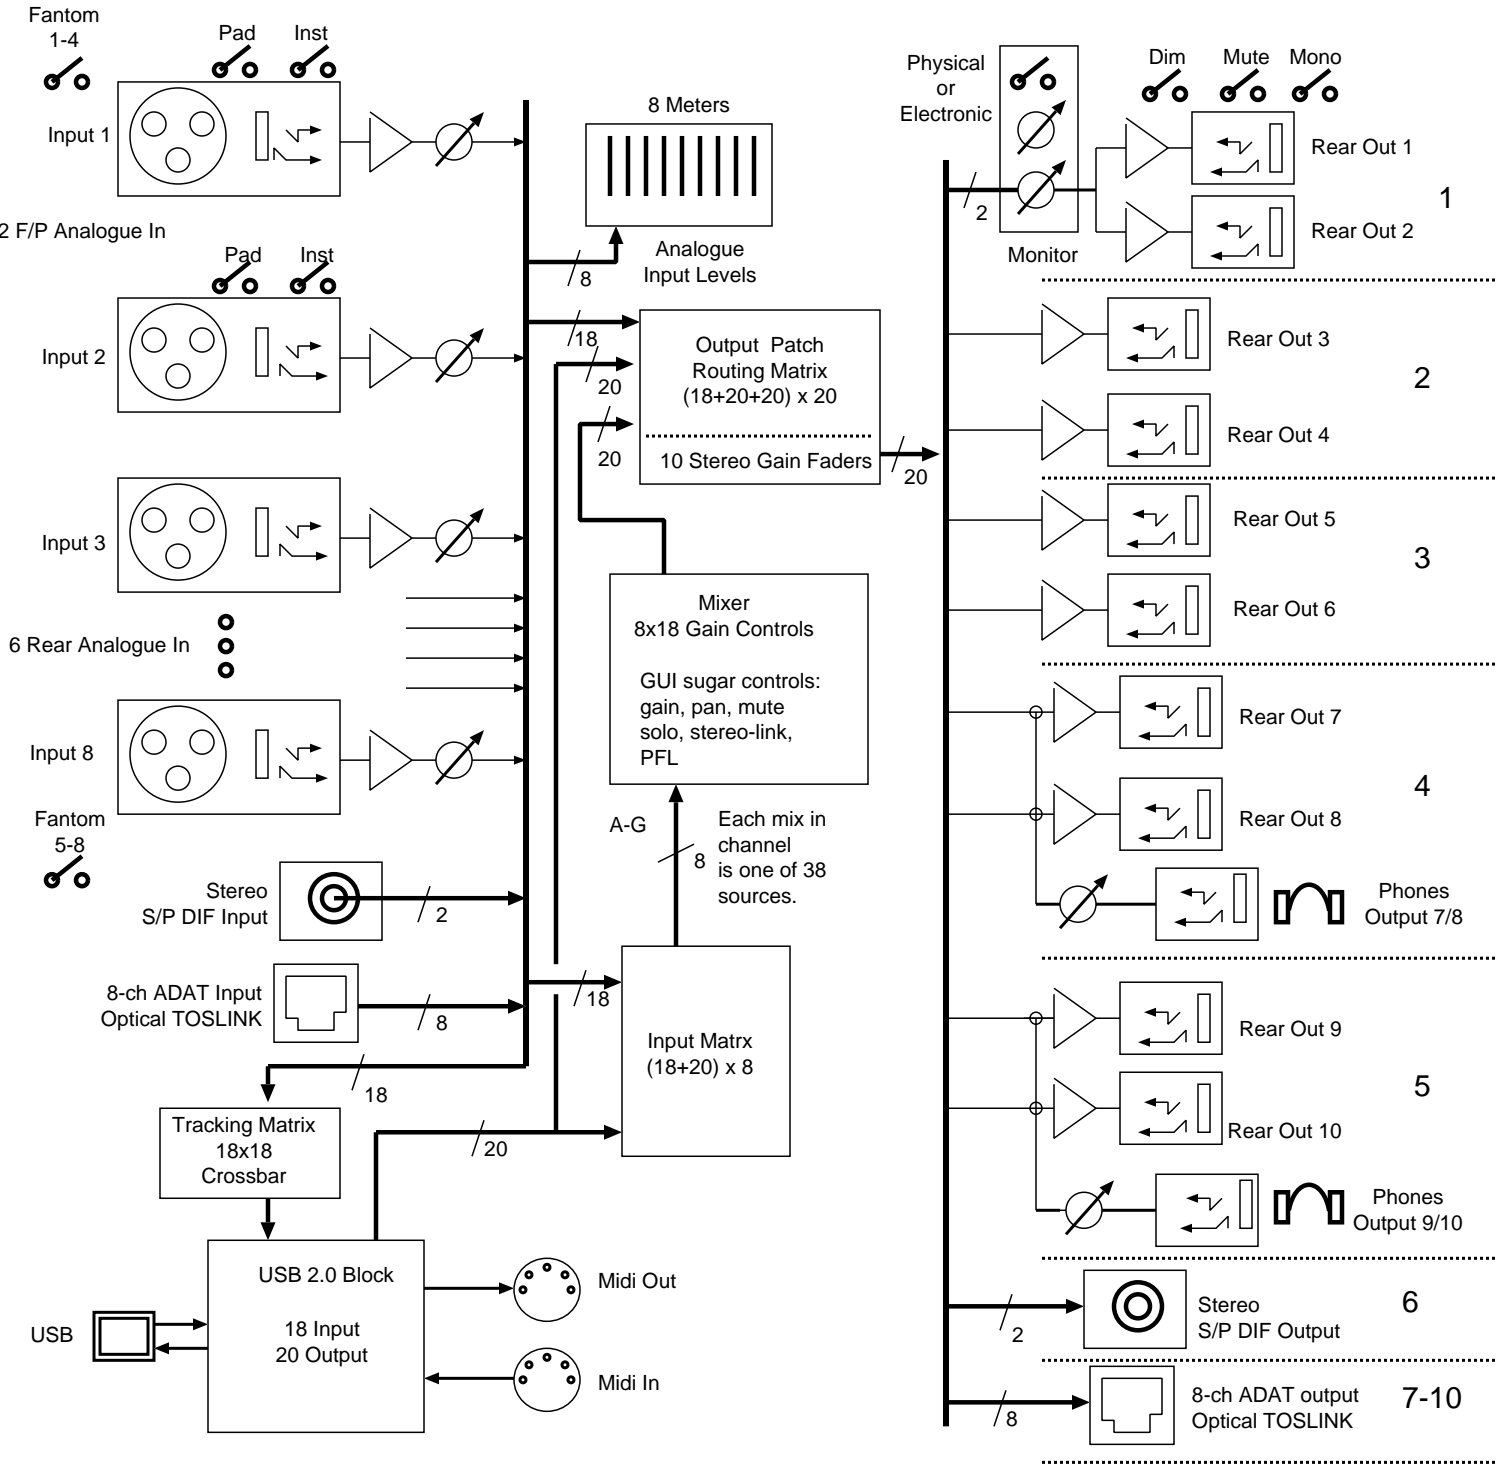 Fantom
1-4
Pad
Inst
Input 1
2 F/P Analogue In
Pad
Inst
Input 2
Input 3
6 Rear Analogue In
Input 8
Fantom
5-8
Stereo
S/P DIF Input
2
8-ch ADAT Input
Optical TOSLINK
8
18
Tracking Matrix
18x18
Crossbar
USB
USB 2.0 Block
18 Input
20 Output
Midi Out
Midi In
8 Meters
Analogue
Input Levels
8
18
20
20
Output Patch
Routing Matrix
(18+20+20) x 20
10 Stereo Gain Faders
20
Mixer
8x18 Gain Controls
GUI sugar controls:
gain, pan, mute
solo, stereo-link,
PFL
A-G
8
Each mix in
channel
is one of 38
sources.
18
Input Matrx
(18+20) x 8
20
Physical
or
Electronic
Monitor
2
Dim
Mute
Mono
Rear Out 1
Rear Out 2
1
Rear Out 3
Rear Out 4
2
Rear Out 5
Rear Out 6
3
Rear Out 7
Rear Out 8
4
Phones
Output 7/8
Rear Out 9
Rear Out 10
5
Phones
Output 9/10
2
Stereo
S/P DIF Output
6
8
8-ch ADAT output
Optical TOSLINK
7-10